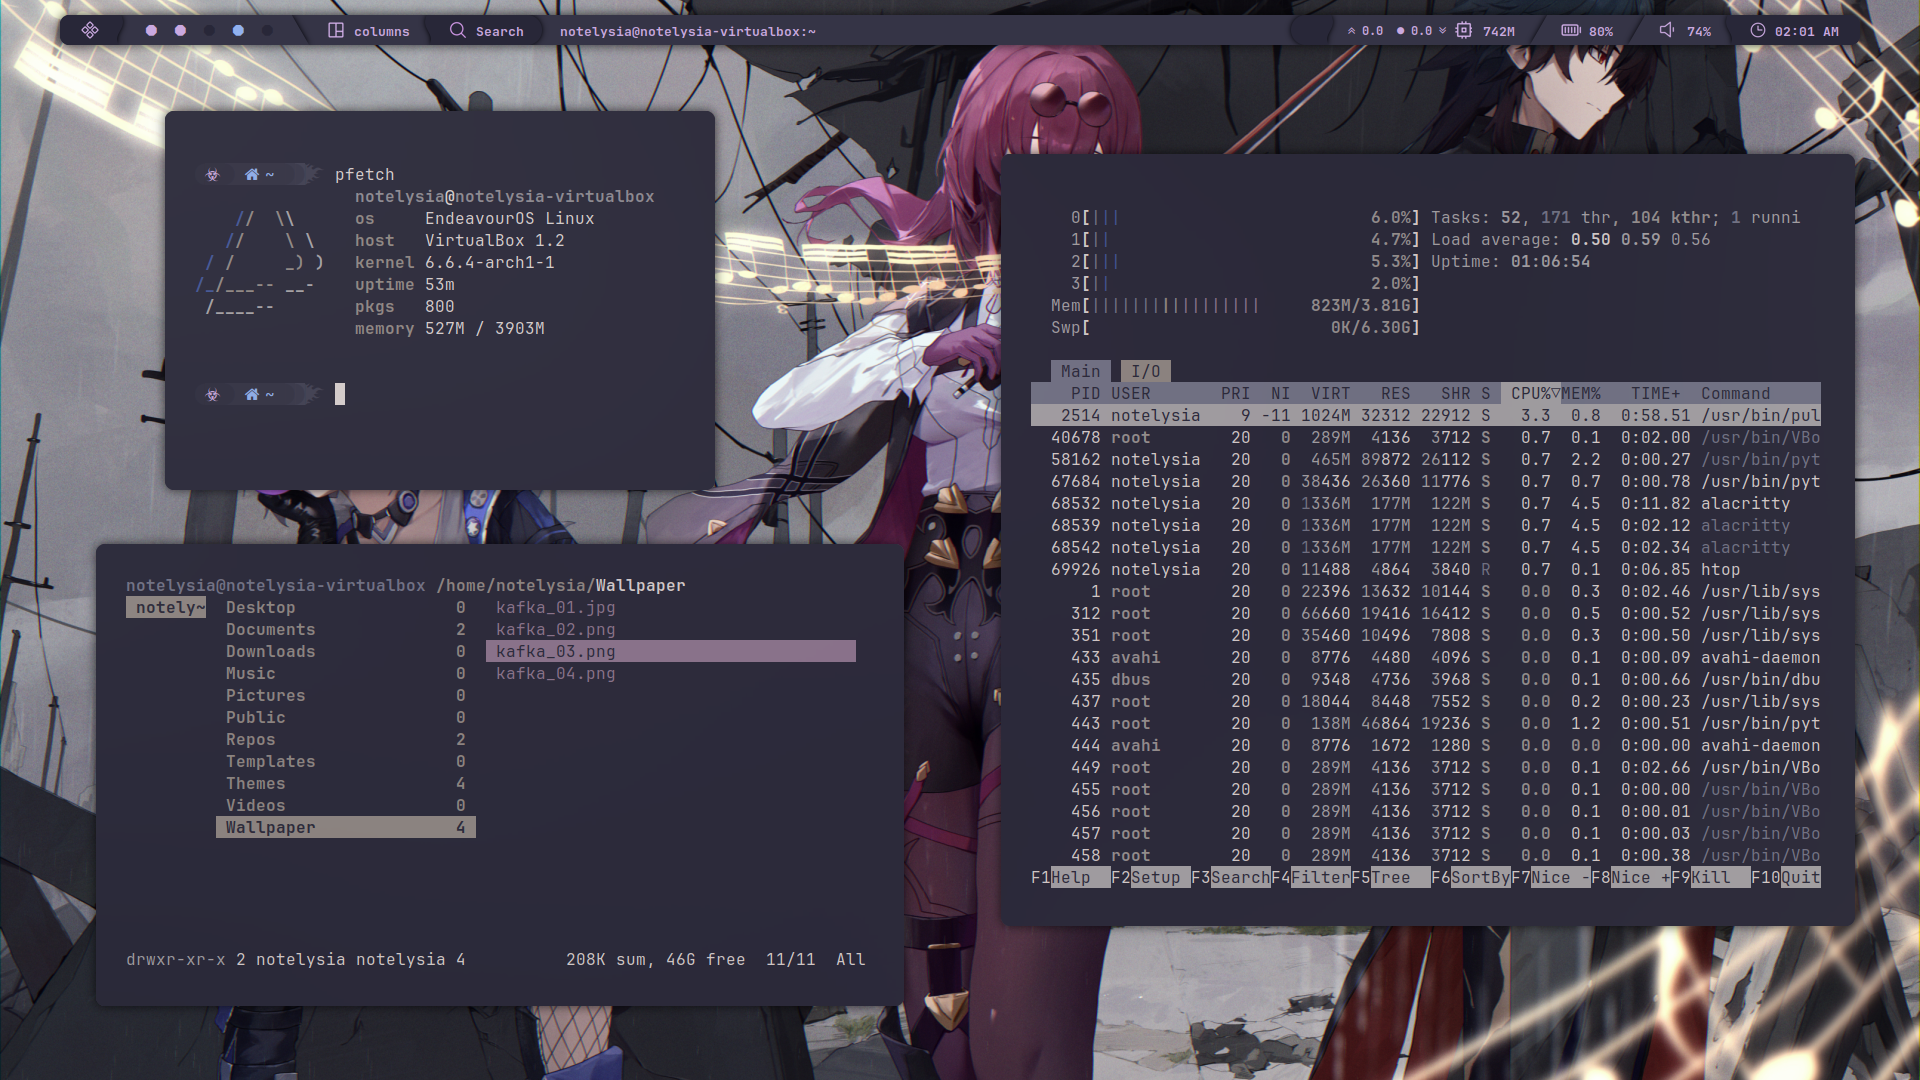 columns
Search
notelysia@notelysia-virtualbox:~
0.0
0.0
742M
80%
74%
02:01 AM
~ pfetch
notelysia@notelysia-virtualbox
os EndeavourOS Linux
host VirtualBox 1.2
kernel 6.6.4-arch1-1
uptime 53m
pkgs 800
memory 527M / 3903M
~
notelysia@notelysia-virtualbox /home/notelysia/Wallpaper
notely~ Desktop 0 kafka_01.jpg
Documents 2 kafka_02.png
Downloads 0 kafka_03.png
Music 0 kafka_04.png
Pictures 0
Public 0
Repos 2
Templates 0
Themes 4
Videos 0
Wallpaper 4
drwxr-xr-x 2 notelysia notelysia 4 208K sum, 46G free 11/11 All
0[||| 6.0%] Tasks: 52, 171 thr, 104 kthr; 1 runni
1[|| 4.7%] Load average: 0.50 0.59 0.56
2[||| 5.3%] Uptime: 01:06:54
3[|| 2.0%]
Mem[||||||||||||||||| 823M/3.81G]
Swp[ 0K/6.30G]
Main I/O
PID USER PRI NI VIRT RES SHR S CPU%▽MEM% TIME+ Command
2514 notelysia 9 -11 1024M 32312 22912 S 3.3 0.8 0:58.51 /usr/bin/pul
40678 root 20 0 289M 4136 3712 S 0.7 0.1 0:02.00 /usr/bin/VBo
58162 notelysia 20 0 465M 89872 26112 S 0.7 2.2 0:00.27 /usr/bin/pyt
67684 notelysia 20 0 38436 26360 11776 S 0.7 0.7 0:00.78 /usr/bin/pyt
68532 notelysia 20 0 1336M 177M 122M S 0.7 4.5 0:11.82 alacritty
68539 notelysia 20 0 1336M 177M 122M S 0.7 4.5 0:02.12 alacritty
68542 notelysia 20 0 1336M 177M 122M S 0.7 4.5 0:02.34 alacritty
69926 notelysia 20 0 11488 4864 3840 R 0.7 0.1 0:06.85 htop
1 root 20 0 22396 13632 10144 S 0.0 0.3 0:02.46 /usr/lib/sys
312 root 20 0 66660 19416 16412 S 0.0 0.5 0:00.52 /usr/lib/sys
351 root 20 0 35460 10496 7808 S 0.0 0.3 0:00.50 /usr/lib/sys
433 avahi 20 0 8776 4480 4096 S 0.0 0.1 0:00.09 avahi-daemon
435 dbus 20 0 9348 4736 3968 S 0.0 0.1 0:00.66 /usr/bin/dbu
437 root 20 0 18044 8448 7552 S 0.0 0.2 0:00.23 /usr/lib/sys
443 root 20 0 138M 46864 19236 S 0.0 1.2 0:00.51 /usr/bin/pyt
444 avahi 20 0 8776 1672 1280 S 0.0 0.0 0:00.00 avahi-daemon
449 root 20 0 289M 4136 3712 S 0.0 0.1 0:02.66 /usr/bin/VBo
455 root 20 0 289M 4136 3712 S 0.0 0.1 0:00.00 /usr/bin/VBo
456 root 20 0 289M 4136 3712 S 0.0 0.1 0:00.01 /usr/bin/VBo
457 root 20 0 289M 4136 3712 S 0.0 0.1 0:00.03 /usr/bin/VBo
458 root 20 0 289M 4136 3712 S 0.0 0.1 0:00.38 /usr/bin/VBo
F1Help F2Setup F3SearchF4FilterF5Tree F6SortByF7Nice -F8Nice +F9Kill F10Quit